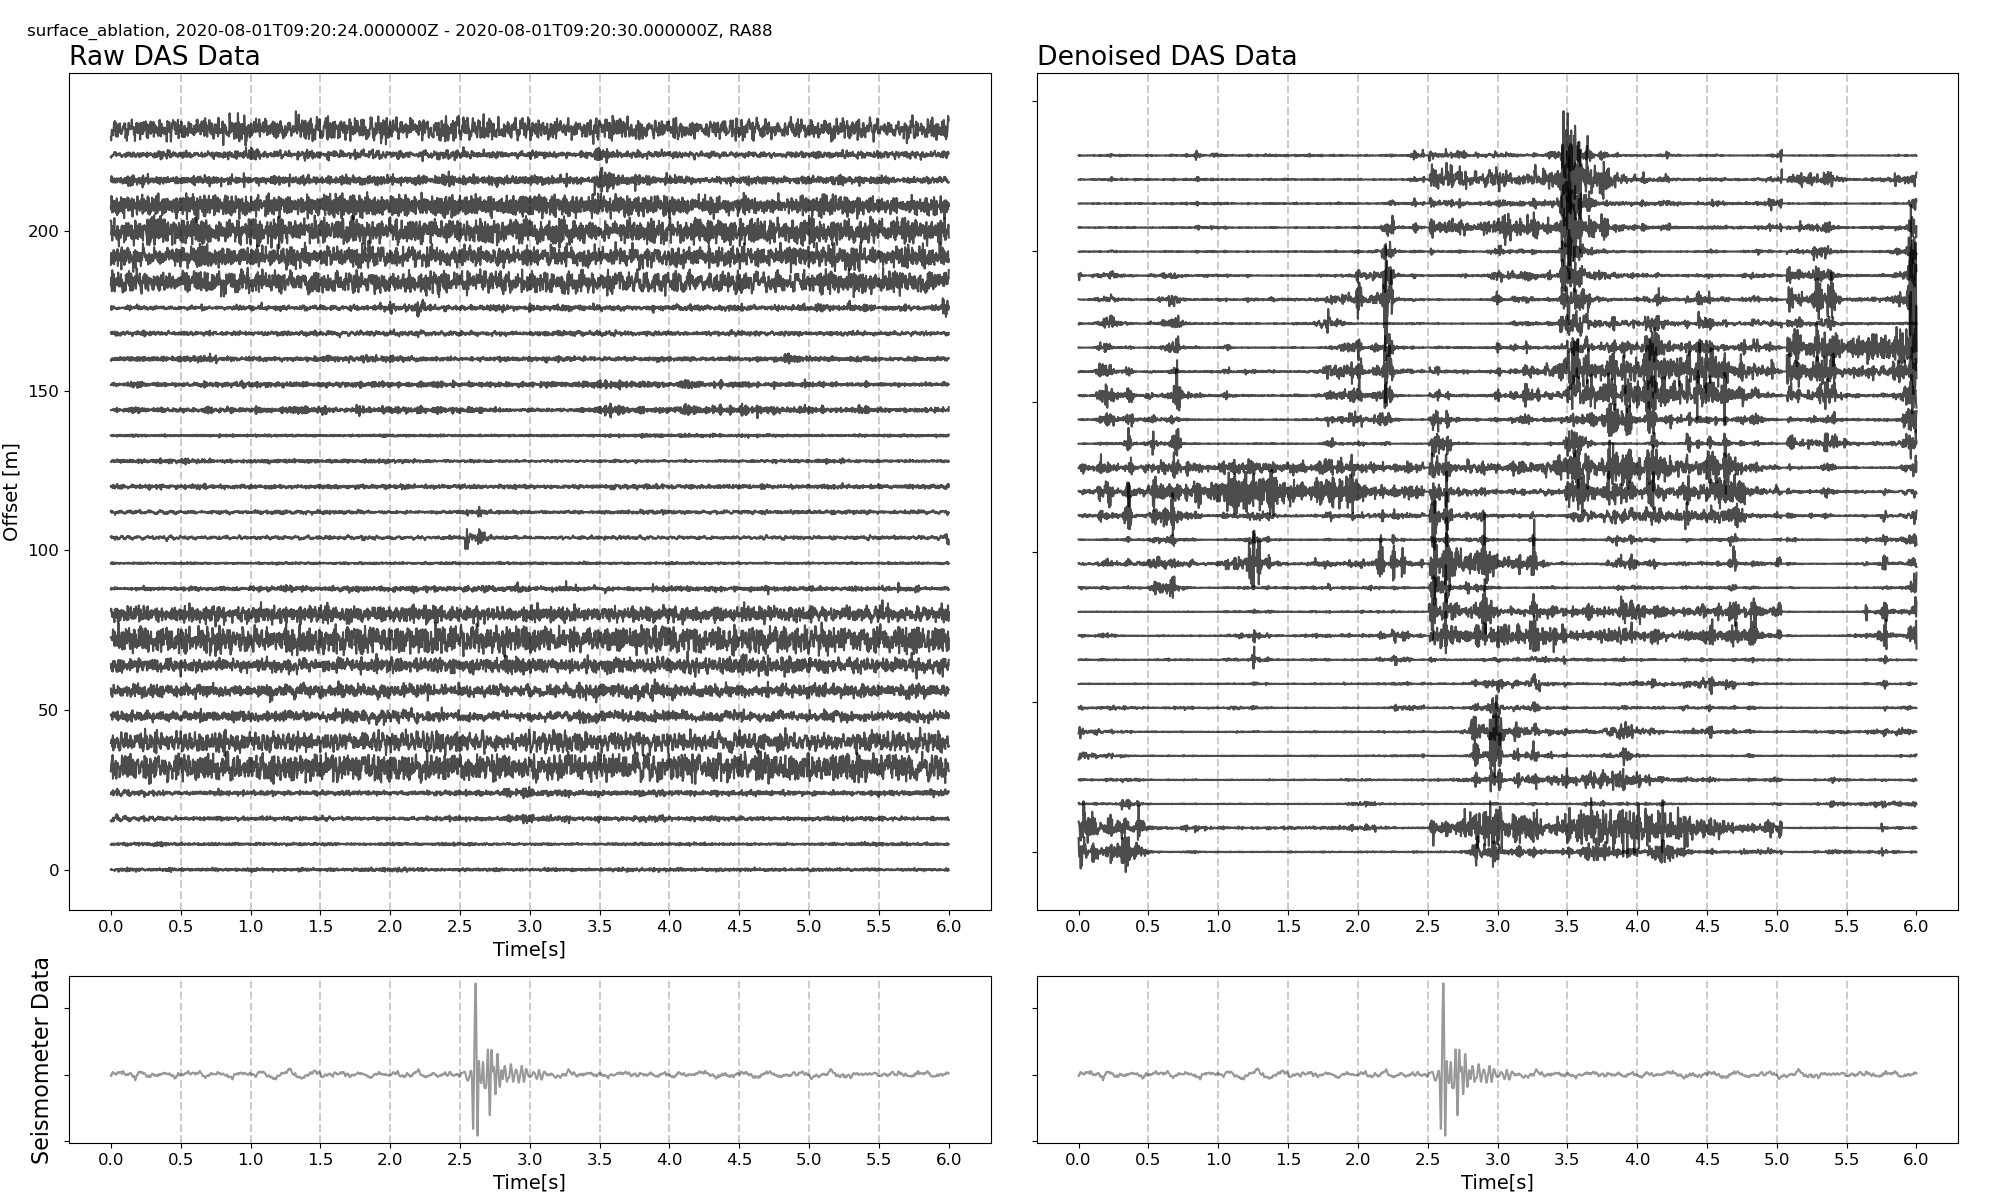 surface_ablation, 2020-08-01T09:20:24.000000Z - 2020-08-01T09:20:30.000000Z, RA88
Raw DAS Data
Denoised DAS Data
Offset [m]
200
150
100
50
0
0.0 0.5 1.0 1.5 2.0 2.5 3.0 3.5 4.0 4.5 5.0 5.5 6.0
Time[s]
0.0 0.5 1.0 1.5 2.0 2.5 3.0 3.5 4.0 4.5 5.0 5.5 6.0
Seismometer Data
0.0 0.5 1.0 1.5 2.0 2.5 3.0 3.5 4.0 4.5 5.0 5.5 6.0
Time[s]
0.0 0.5 1.0 1.5 2.0 2.5 3.0 3.5 4.0 4.5 5.0 5.5 6.0
Time[s]